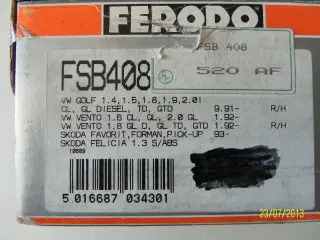 FERODO
FSB 408
FSB408
520 AF
VW GOLF 1.4,1.5,1.8,1.9,2.0I
CL, GL DIESEL, TD, GTD 9.91- R/H
VW VENTO 1.6 CL, GL, 2.0 GL 1.92-
VW VENTO 1.8 GL D, GL TD, GTD 1.92- R/H
SKODA FAVORIT,FORMAN,PICK-UP 93-
SKODA FELICIA 1.3 S/ABS
10869
5 016687 034301
23/07/2013